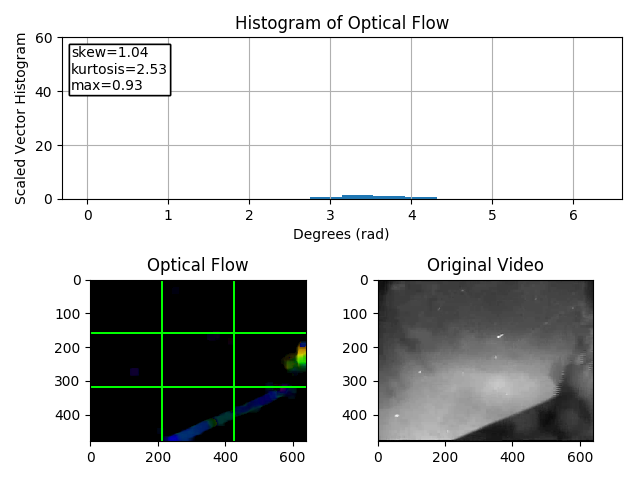 Histogram of Optical Flow
Scaled Vector Histogram
60
40
20
0
skew=1.04
kurtosis=2.53
max=0.93
0 1 2 3 4 5 6
Degrees (rad)
Optical Flow
0
100
200
300
400
0 200 400 600
Original Video
0
100
200
300
400
0 200 400 600